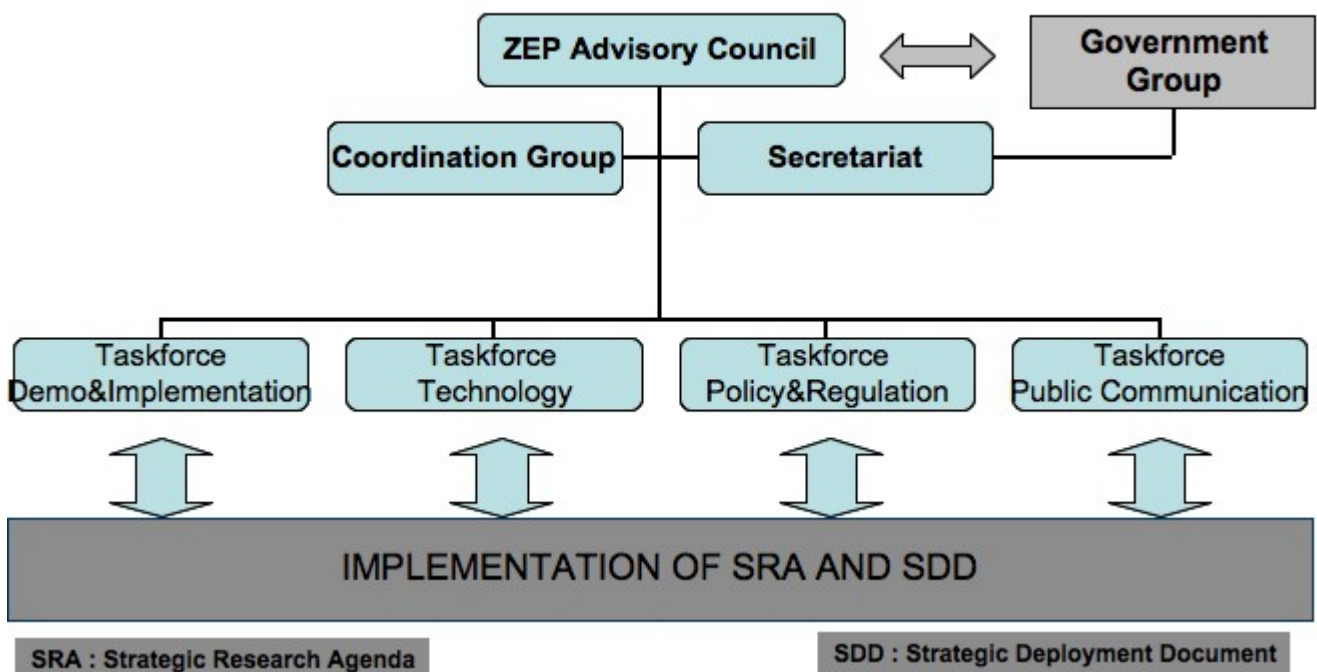 ZEP Advisory Council
Government
Group
Coordination Group
Secretariat
Taskforce
Demo&Implementation
Taskforce
Technology
Taskforce
Policy&Regulation
Taskforce
Public Communication
IMPLEMENTATION OF SRA AND SDD
SRA : Strategic Research Agenda
SDD : Strategic Deployment Document